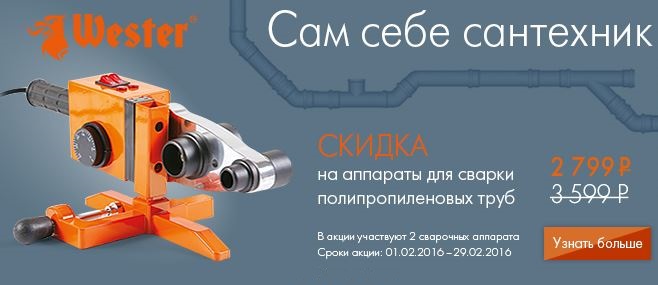 Wester®
Сам себе сантехник
СКИДКА
на аппараты для сварки
полипропиленовых труб
2 799 ₽
3 599 ₽
В акции участвуют 2 сварочных аппарата
Сроки акции: 01.02.2016–29.02.2016
Узнать больше